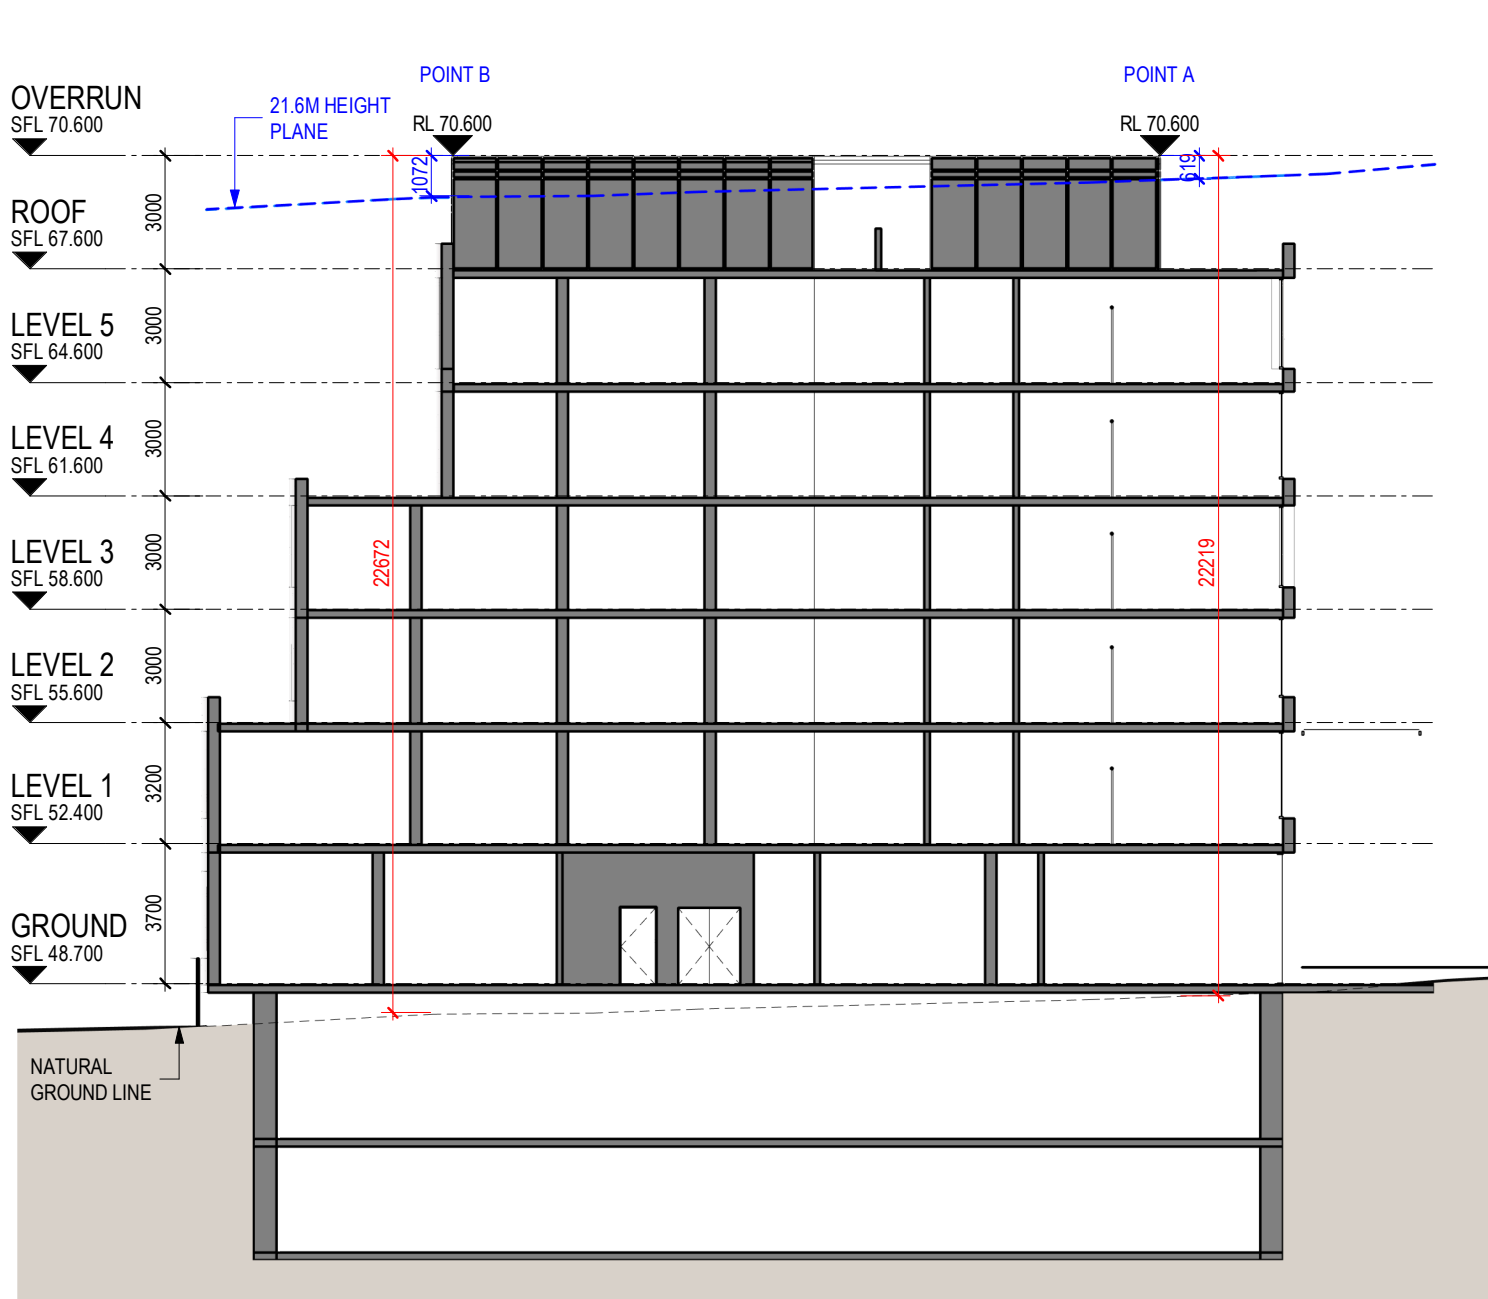 POINT B
POINT A
OVERRUN
SFL 70.600
21.6M HEIGHT
PLANE
RL 70.600
RL 70.600
1072
619
3000
ROOF
SFL 67.600
3000
LEVEL 5
SFL 64.600
3000
LEVEL 4
SFL 61.600
3000
LEVEL 3
SFL 58.600
22672
22219
3000
LEVEL 2
SFL 55.600
3200
LEVEL 1
SFL 52.400
3700
GROUND
SFL 48.700
NATURAL
GROUND LINE